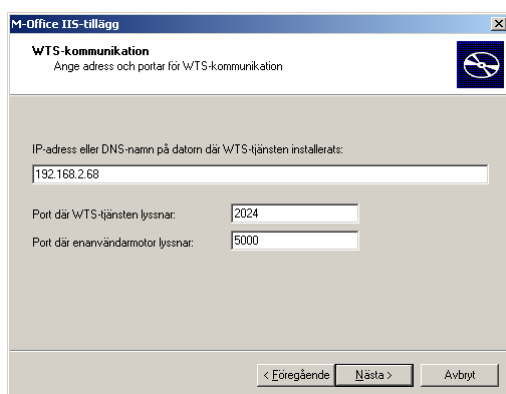 M-Office IIS-tillägg
WTS-kommunikation
Ange adress och portar för WTS-kommunikation
IP-adress eller DNS-namn på datorn där WTS-tjänsten installerats:
192.168.2.68
Port där WTS-tjänsten lyssnar: 2024
Port där enanvändarmotor lyssnar: 5000
< Föregående Nästa > Avbryt